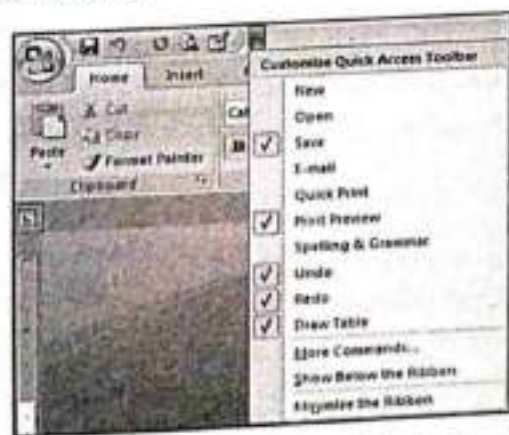 Home Insert
Cut
Copy
Format Painter
Paste
Clipboard
Customize Quick Access Toolbar
New
Open
Save
E-mail
Quick Print
Print Preview
Spelling & Grammar
Undo
Redo
Draw Table
More Commands...
Show Below the Ribbon
Minimize the Ribbon